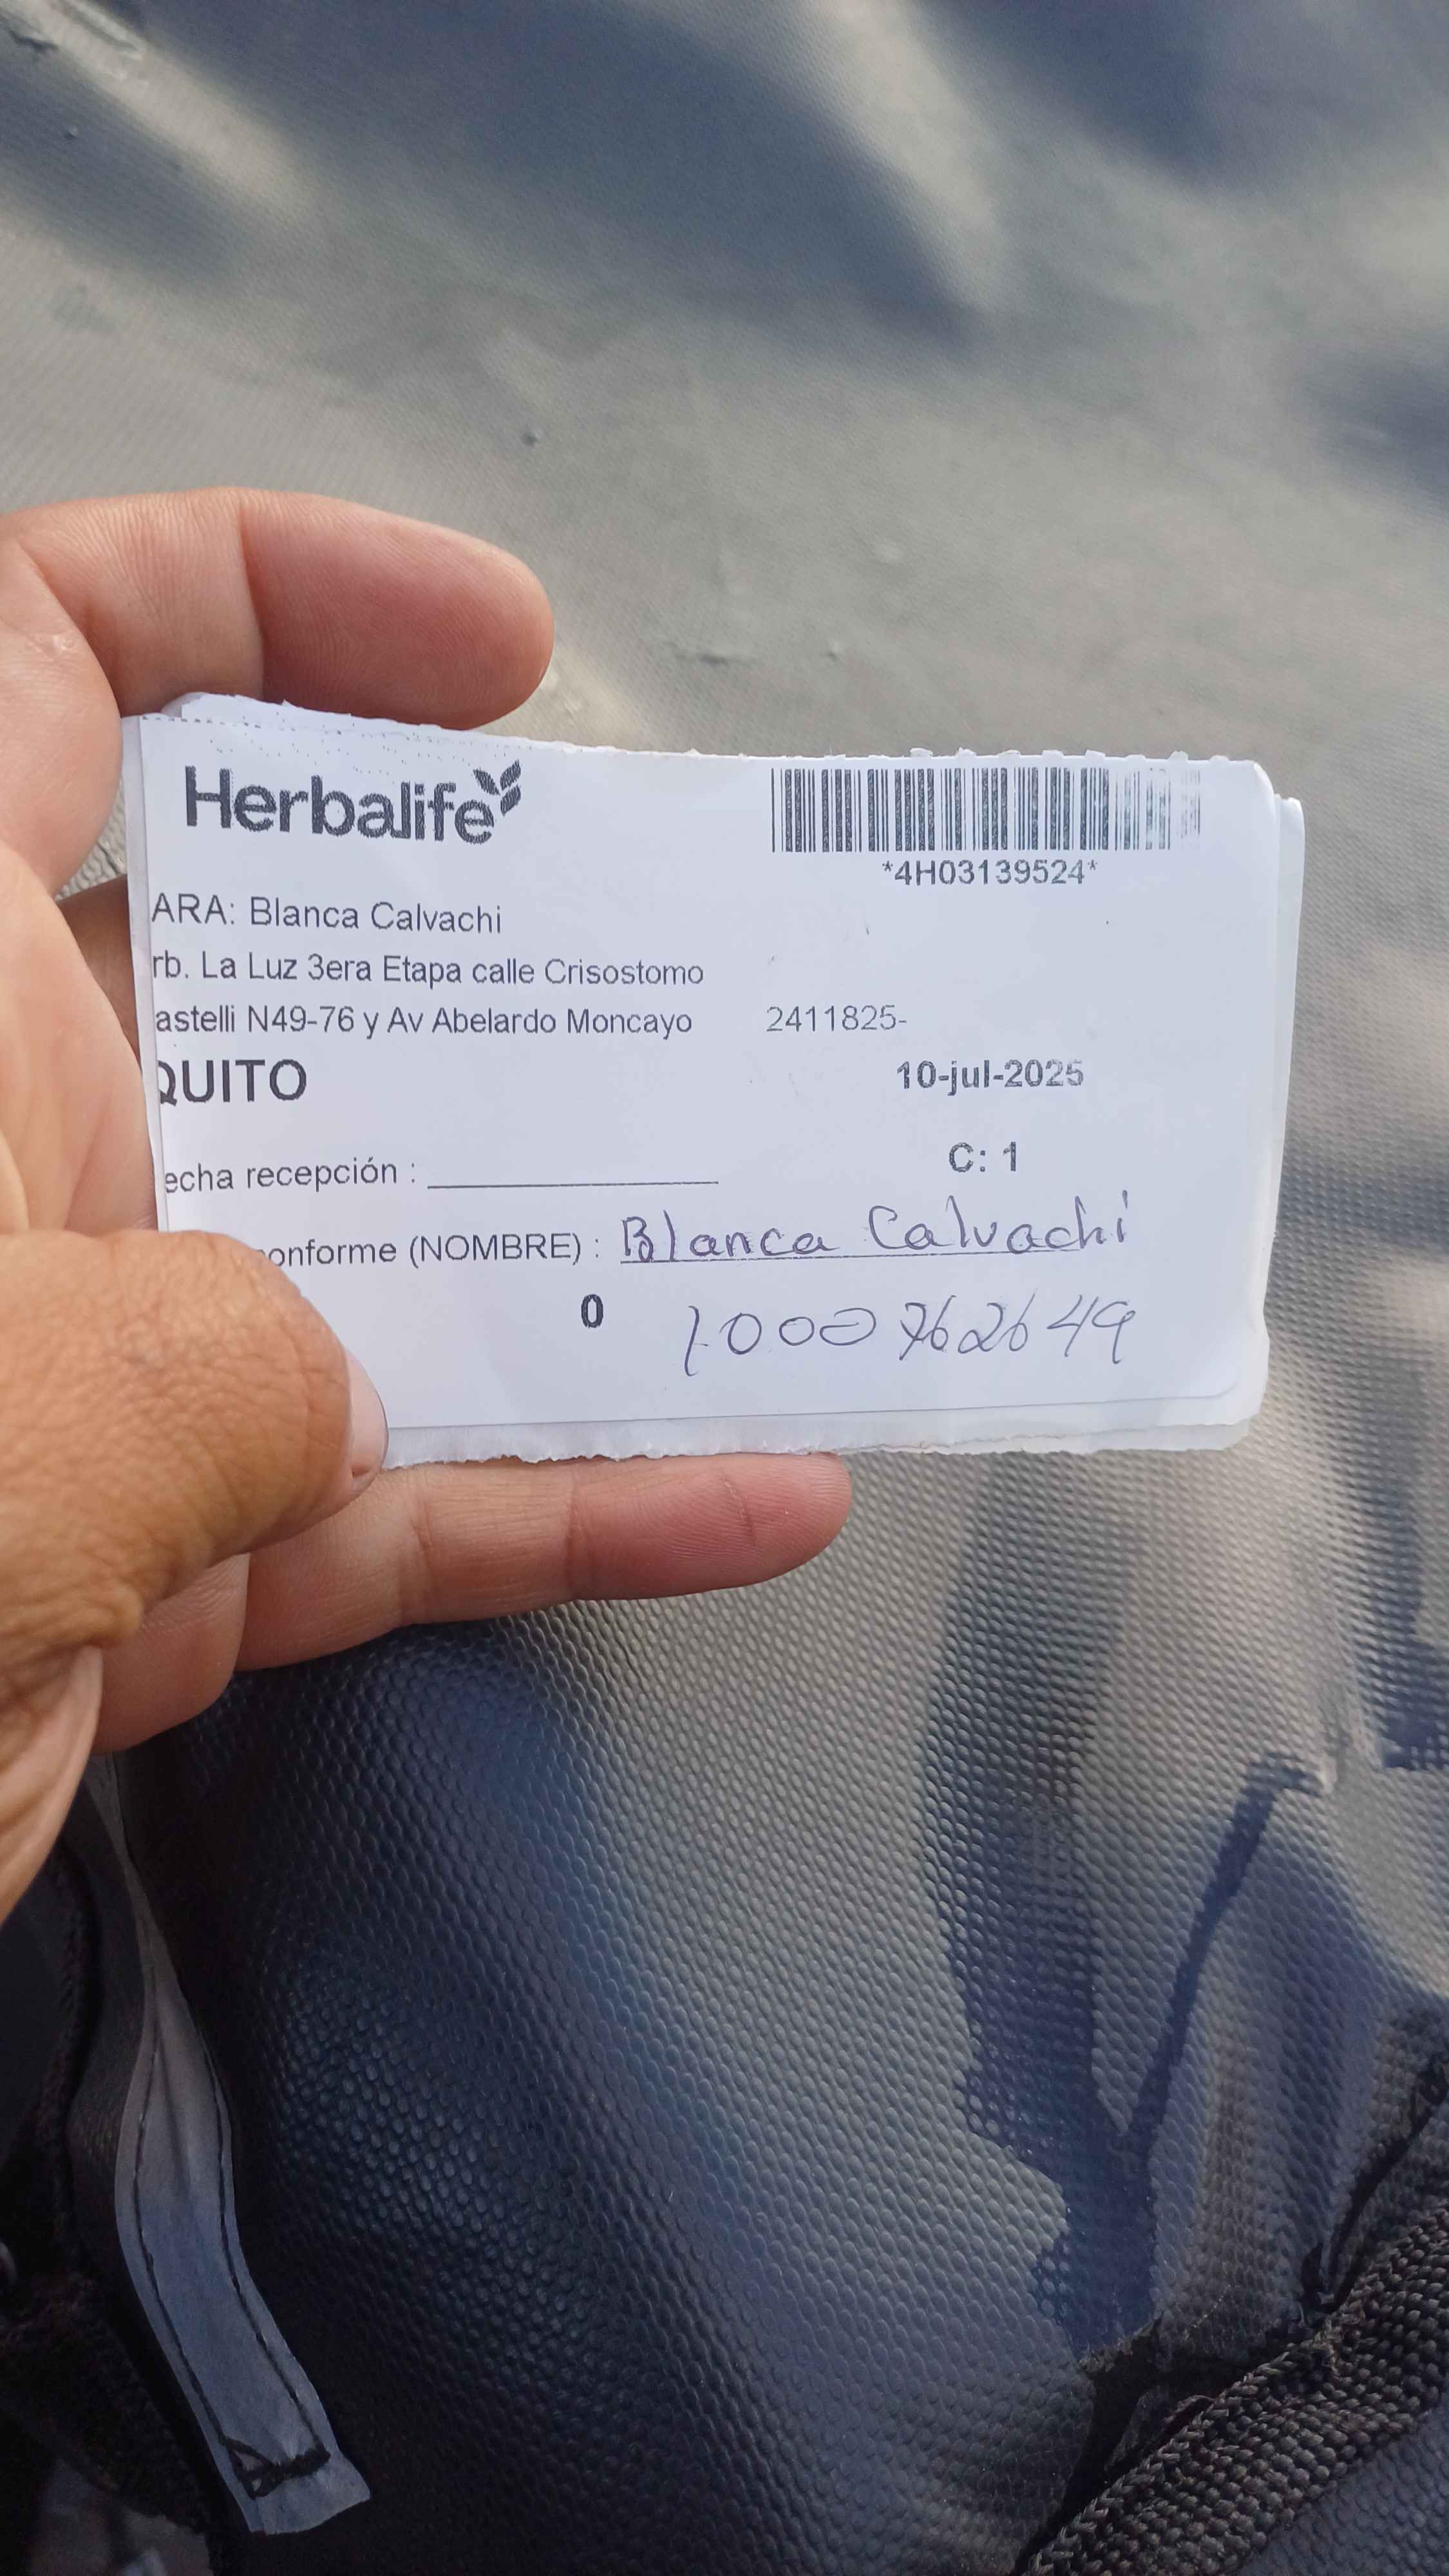 Herbalife
*4H03139524*
ARA: Blanca Calvachi
rb. La Luz 3era Etapa calle Crisostomo
astelli N49-76 y Av Abelardo Moncayo 2411825-
QUITO
10-jul-2025
C: 1
echa recepción : 
onforme (NOMBRE) : Blanca Calvachi
0 1000762649